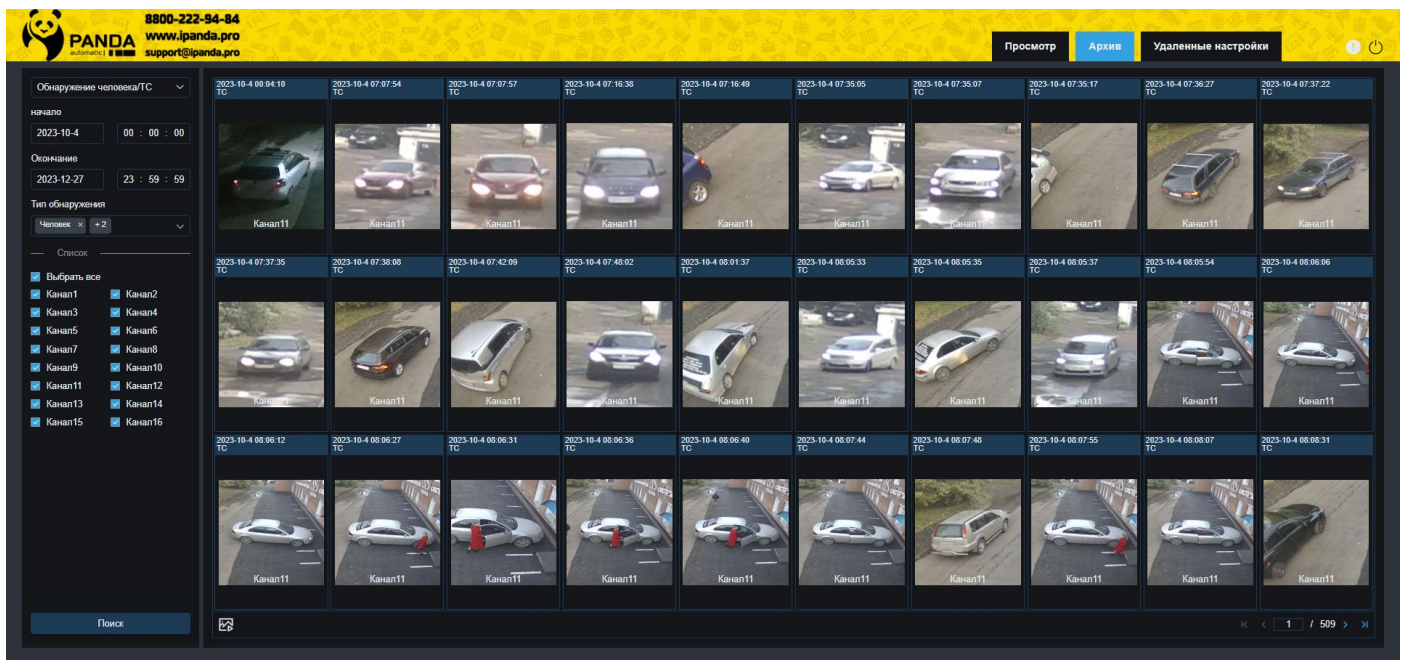 8800-222-94-84
www.ipanda.pro
support@ipanda.pro
PANDA
automatic
Просмотр
Архив
Удаленные настройки
Обнаружение человека/ТС
начало
2023-10-4 00 : 00 : 00
Окончание
2023-12-27 23 : 59 : 59
Тип обнаружения
Человек × +2
Список
Выбрать все
Канал1 Канал2
Канал3 Канал4
Канал5 Канал6
Канал7 Канал8
Канал9 Канал10
Канал11 Канал12
Канал13 Канал14
Канал15 Канал16
Поиск
2023-10-4 00:04:10 2023-10-4 07:07:54 2023-10-4 07:07:57 2023-10-4 07:16:38 2023-10-4 07:16:49 2023-10-4 07:35:05 2023-10-4 07:35:07 2023-10-4 07:35:17 2023-10-4 07:36:27 2023-10-4 07:37:22
ТС ТС ТС ТС ТС ТС ТС ТС ТС ТС
Канал11 Канал11 Канал11 Канал11 Канал11 Канал11 Канал11 Канал11 Канал11 Канал11
2023-10-4 07:37:35 2023-10-4 07:38:08 2023-10-4 07:42:09 2023-10-4 07:48:02 2023-10-4 08:01:37 2023-10-4 08:05:33 2023-10-4 08:05:35 2023-10-4 08:05:37 2023-10-4 08:05:54 2023-10-4 08:06:06
ТС ТС ТС ТС ТС ТС ТС ТС ТС ТС
Канал11 Канал11 Канал11 Канал11 Канал11 Канал11 Канал11 Канал11 Канал11 Канал11
2023-10-4 08:06:12 2023-10-4 08:06:27 2023-10-4 08:06:31 2023-10-4 08:06:36 2023-10-4 08:06:40 2023-10-4 08:07:44 2023-10-4 08:07:48 2023-10-4 08:07:55 2023-10-4 08:08:07 2023-10-4 08:08:31
ТС ТС ТС ТС ТС ТС ТС ТС ТС ТС
Канал11 Канал11 Канал11 Канал11 Канал11 Канал11 Канал11 Канал11 Канал11 Канал11
1 / 509